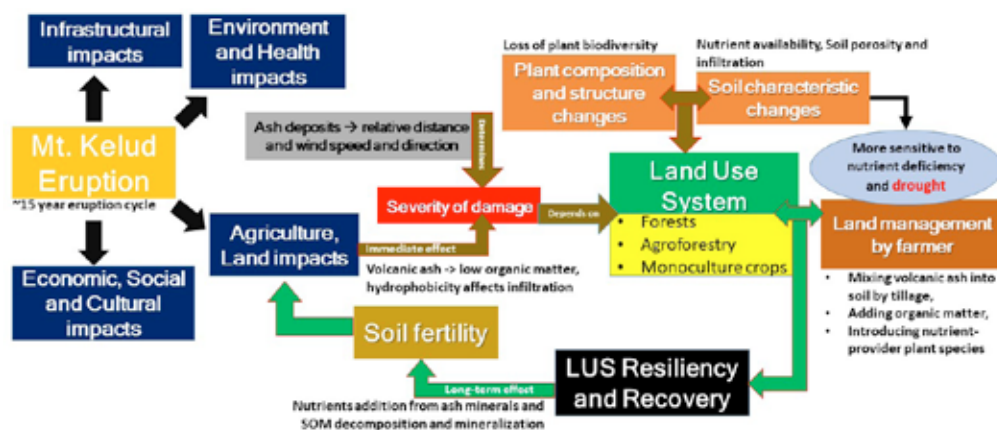 Infrastructural
impacts
Environment
and Health
impacts
Mt. Kelud
Eruption
~15 year eruption cycle
Economic, Social
and Cultural
impacts
Agriculture,
Land impacts
Ash deposits → relative distance
and wind speed and direction
Determines
Severity of damage
Immediate effect
Volcanic ash -> low organic matter,
hydrophobicity affects infiltration
Depends on
Loss of plant biodiversity
Plant composition
and structure
changes
Nutrient availability, Soil porosity and
infiltration
Soil characteristic
changes
More sensitive to
nutrient deficiency
and drought
Land Use
System
• Forests
• Agroforestry
• Monoculture crops
Land management
by farmer
• Mixing volcanic ash into
soil by tillage,
• Adding organic matter,
• Introducing nutrient-
provider plant species
LUS Resiliency
and Recovery
Long-term effect
Soil fertility
Nutrients addition from ash minerals and
SOM decomposition and mineralization